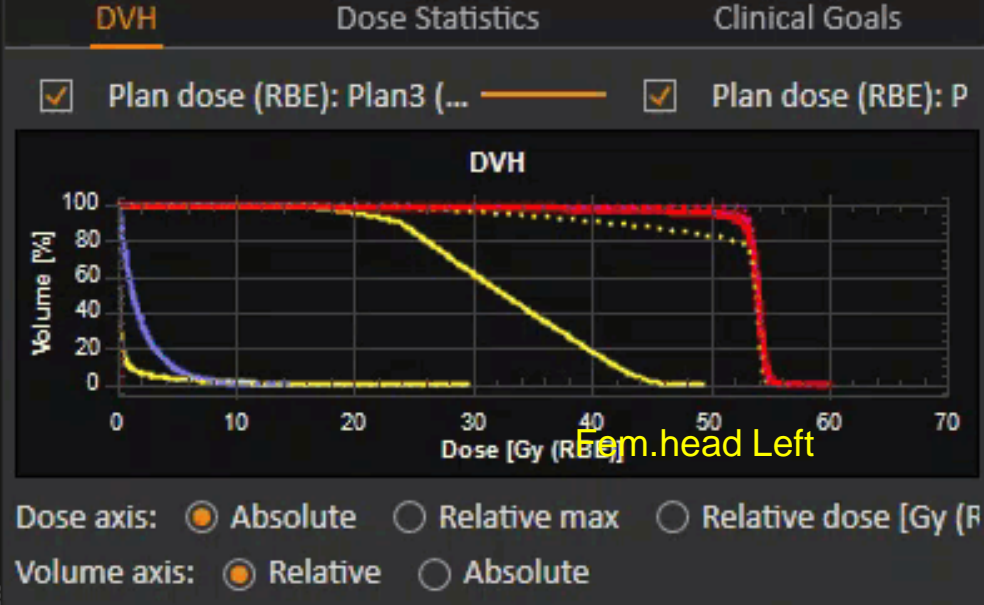 DVH Dose Statistics Clinical Goals
Plan dose (RBE): Plan3 (... Plan dose (RBE): P
DVH
Volume [%]
100
80
60
40
20
0
0 10 20 30 40 50 60 70
Dose [Gy (RBE)]
Fem.head Left
Dose axis: Absolute Relative max Relative dose [Gy (R
Volume axis: Relative Absolute